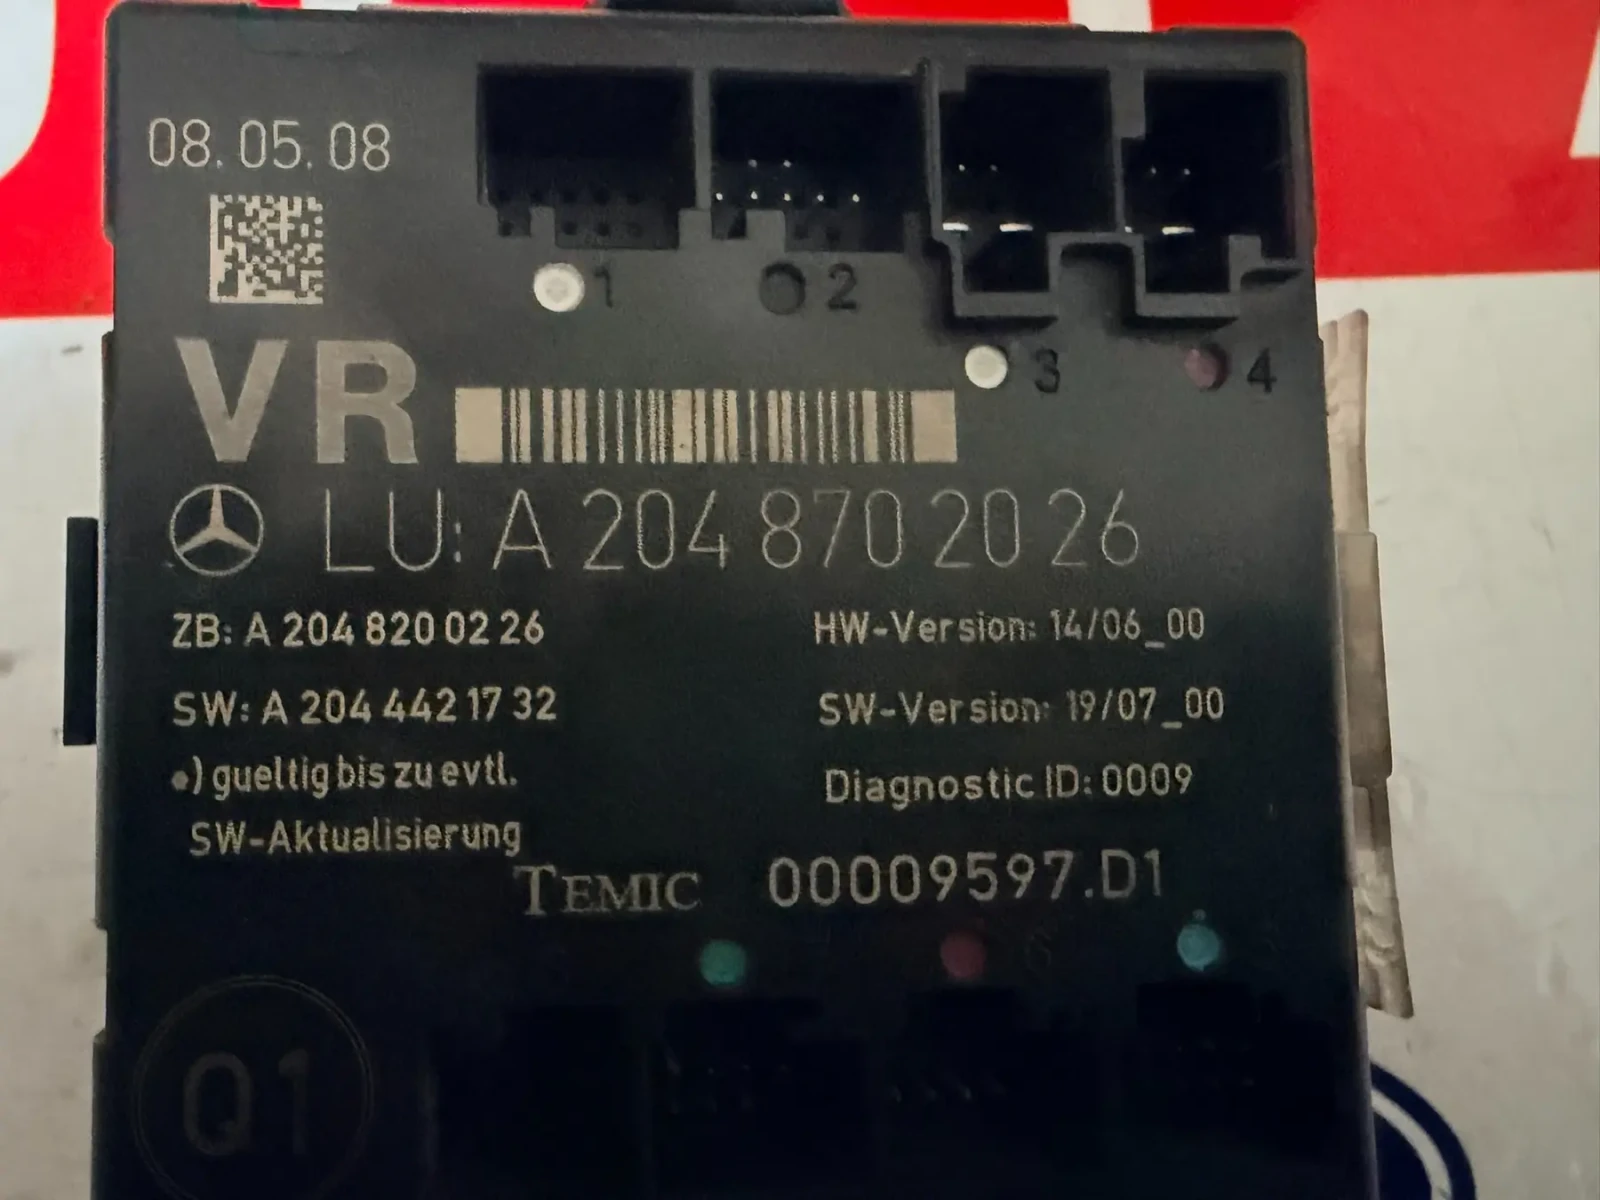 08.05.08
1
2
3
4
VR
LU: A 204 870 20 26
ZB: A 204 820 02 26
HW-Version: 14/06_00
SW: A 204 442 17 32
SW-Version: 19/07_00
•) gueltig bis zu evtl.
Diagnostic ID: 0009
SW-Aktualisierung
TEMIC 00009597.D1
6
Q1